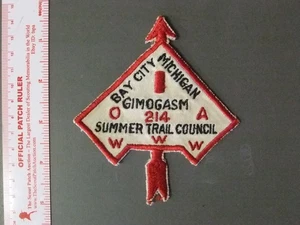 BAY CITY MICHIGAN
GIMOGASM
O 214 A
SUMMER TRAIL COUNCIL
W W W
OFFICIAL PATCH RULER